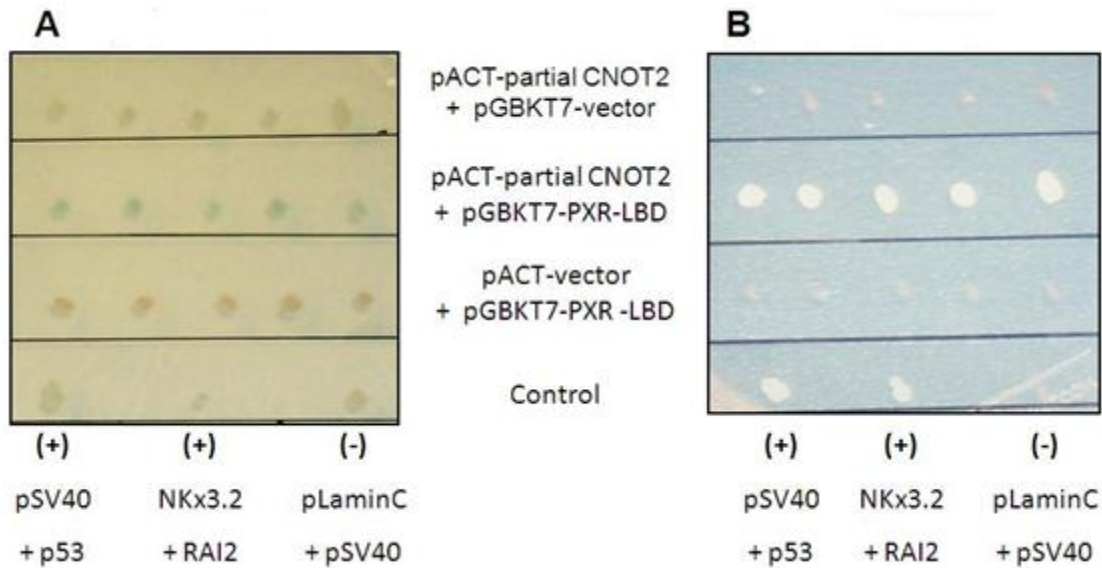 A
B
pACT-partial CNOT2
+ pGBKT7-vector
pACT-partial CNOT2
+ pGBKT7-PXR-LBD
pACT-vector
+ pGBKT7-PXR -LBD
Control
(+) (+) (-)
pSV40 NKx3.2 pLaminC
+ p53 + RAI2 + pSV40
(+) (+) (-)
pSV40 NKx3.2 pLaminC
+ p53 + RAI2 + pSV40